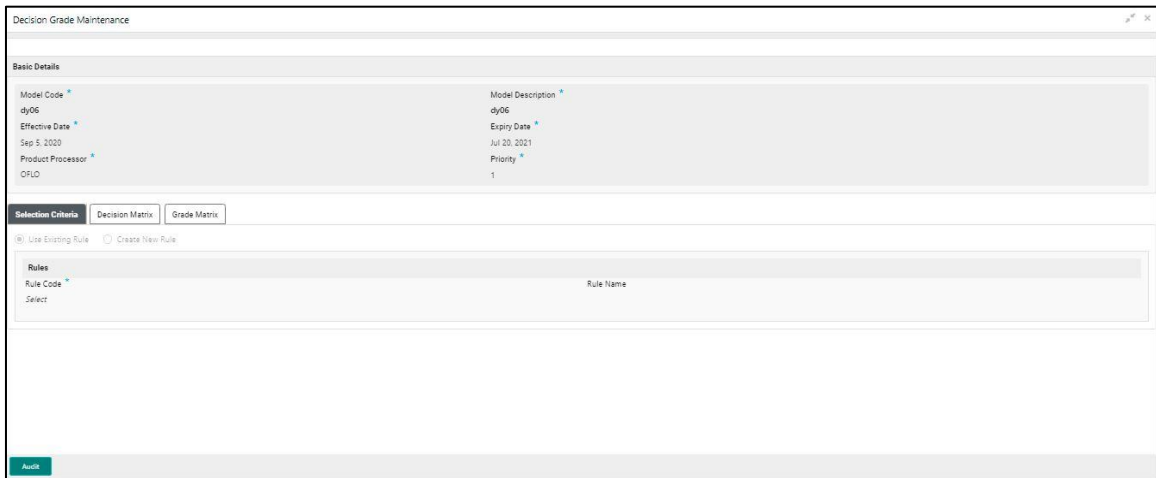 Decision Grade Maintenance
Basic Details
Model Code *
Model Description *
dy06
dy06
Effective Date *
Expiry Date *
Sep 5, 2020
Jul 20, 2021
Product Processor *
Priority *
OFLO
1
Selection Criteria
Decision Matrix
Grade Matrix
Use Existing Rule
Create New Rule
Rules
Rule Code *
Rule Name
Select
Audit